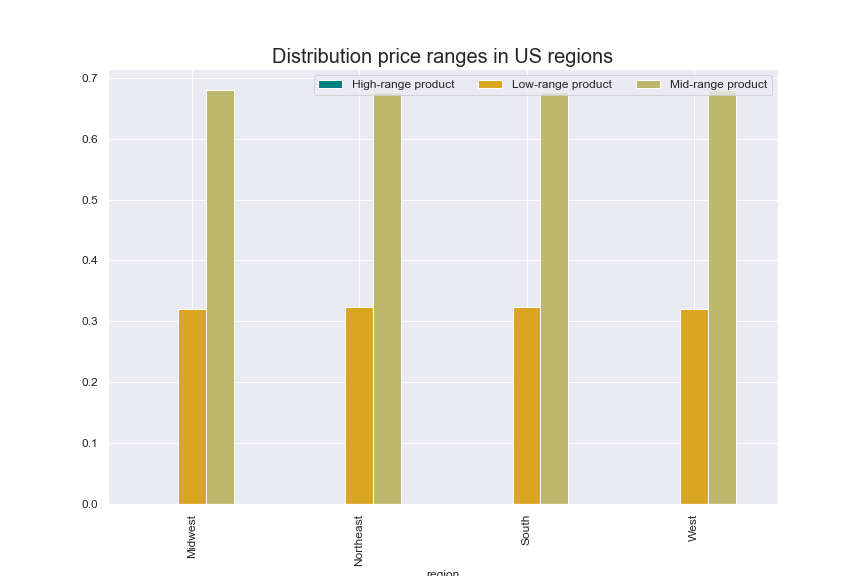 Distribution price ranges in US regions
High-range product Low-range product Mid-range product
0.7
0.6
0.5
0.4
0.3
0.2
0.1
0.0
Midwest Northeast South West
region